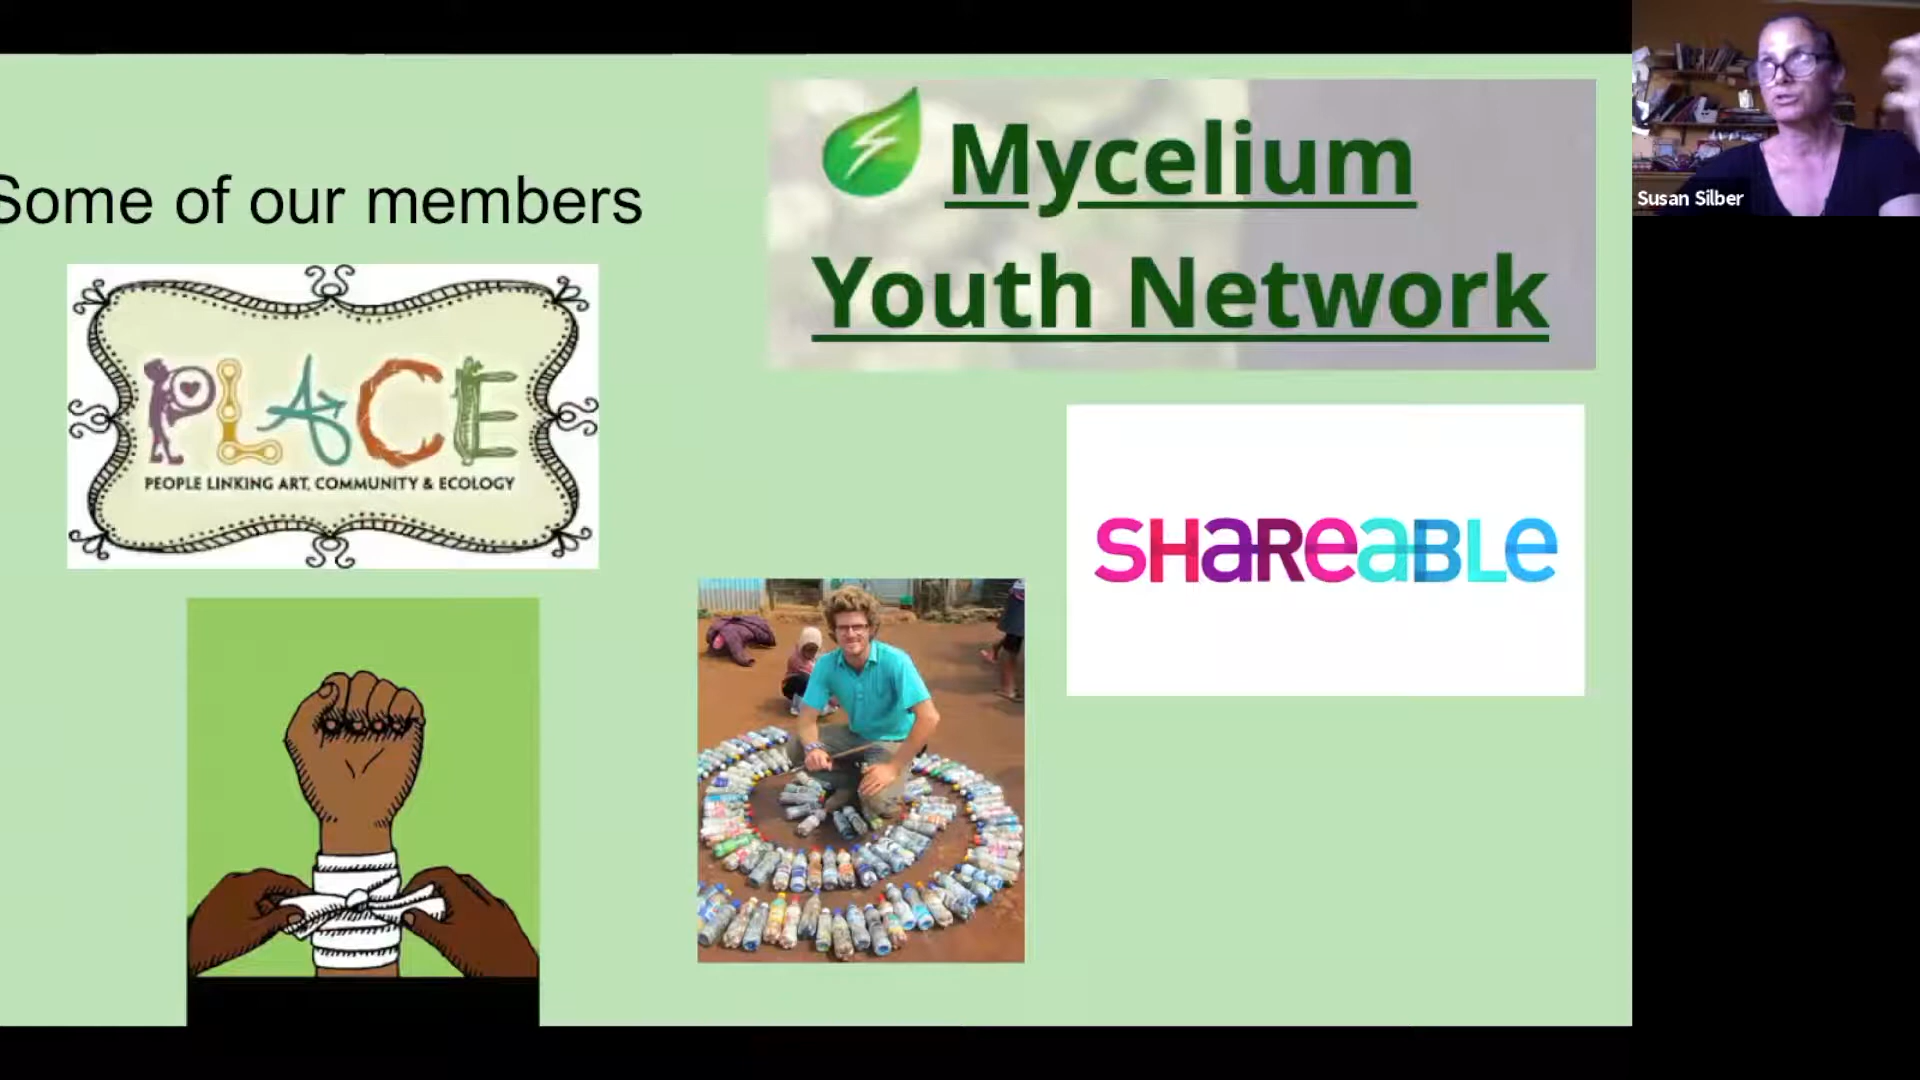 Some of our members
Mycelium
Youth Network
PLACE
PEOPLE LINKING ART, COMMUNITY & ECOLOGY
SHAReaBLe
Susan Silber